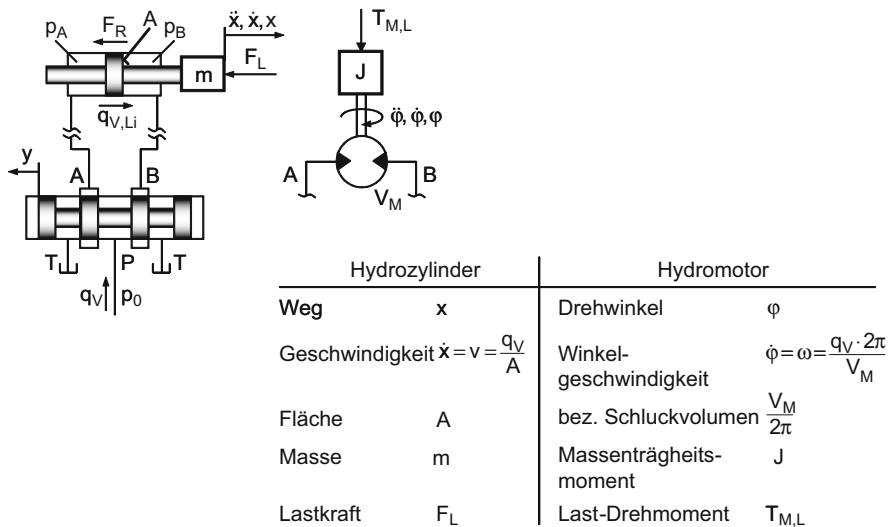 p_A F_R A p_B ẍ, ẋ, x
m F_L
q_V,Li
y A B
T P T
q_V p_0
T_M,L
J
φ̈, φ̇, φ
A B
V_M
Hydrozylinder Hydromotor
Weg x Drehwinkel φ
Geschwindigkeit ẋ = v = q_V/A Winkel-
geschwindigkeit φ̇ = ω = q_V · 2π/V_M
Fläche A bez. Schluckvolumen V_M/2π
Masse m Massenträgheits-
moment J
Lastkraft F_L Last-Drehmoment T_M,L